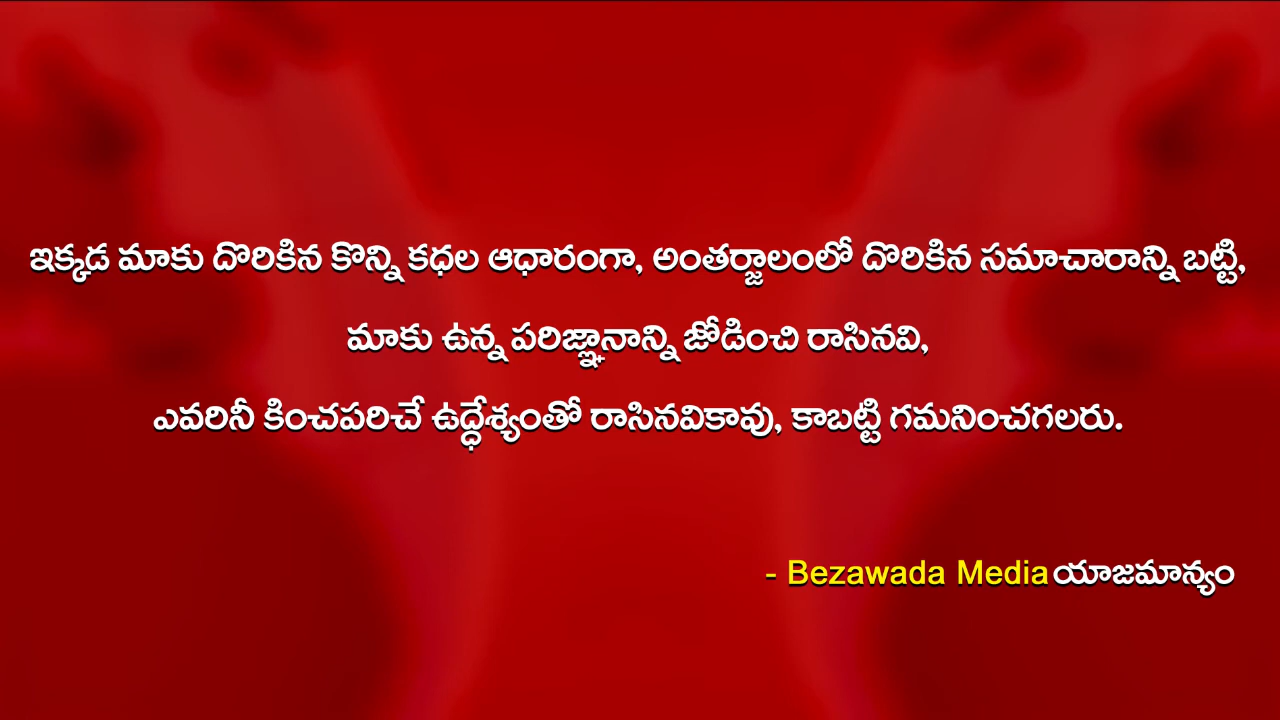 ఇక్కడ మాకు దొరికిన కొన్ని కధల ఆధారంగా, అంతర్జాలంలో దొరికిన సమాచారాన్ని బట్టి,
మాకు ఉన్న పరిజ్ఞానాన్ని జోడించి రాసినవి,
ఎవరినీ కించపరిచే ఉద్ధేశ్యంతో రాసినవికావు, కాబట్టి గమనించగలరు.
- Bezawada Media యాజమాన్యం